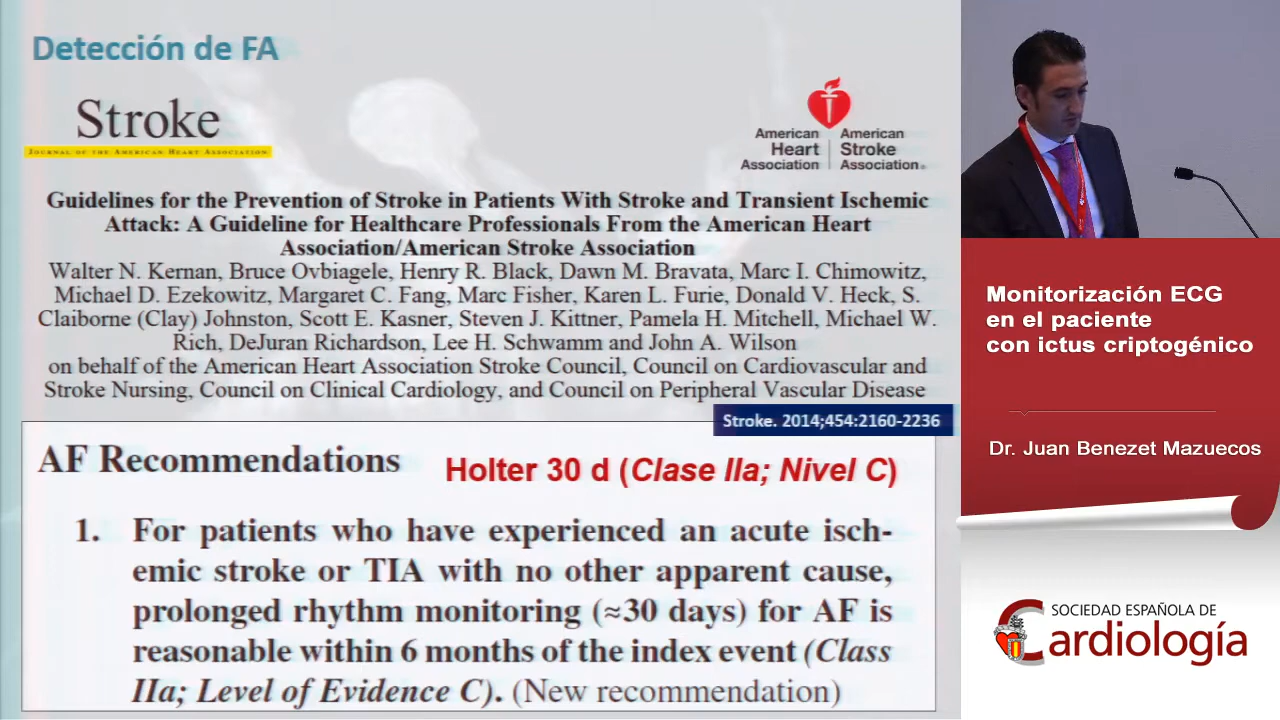 Detección de FA
Stroke
JOURNAL OF THE AMERICAN HEART ASSOCIATION
American Heart Association
American Stroke Association®
Guidelines for the Prevention of Stroke in Patients With Stroke and Transient Ischemic
Attack: A Guideline for Healthcare Professionals From the American Heart
Association/American Stroke Association
Walter N. Kernan, Bruce Ovbiagele, Henry R. Black, Dawn M. Bravata, Marc I. Chimowitz,
Michael D. Ezekowitz, Margaret C. Fang, Marc Fisher, Karen L. Furie, Donald V. Heck, S.
Claiborne (Clay) Johnston, Scott E. Kasner, Steven J. Kittner, Pamela H. Mitchell, Michael W.
Rich, DeJuran Richardson, Lee H. Schwamm and John A. Wilson
on behalf of the American Heart Association Stroke Council, Council on Cardiovascular and
Stroke Nursing, Council on Clinical Cardiology, and Council on Peripheral Vascular Disease
Stroke. 2014;454:2160-2236
AF Recommendations
Holter 30 d (Clase IIa; Nivel C)
1. For patients who have experienced an acute isch-
emic stroke or TIA with no other apparent cause,
prolonged rhythm monitoring (≈30 days) for AF is
reasonable within 6 months of the index event (Class
IIa; Level of Evidence C). (New recommendation)
Monitorización ECG
en el paciente
con ictus criptogénico
Dr. Juan Benezet Mazuecos
SOCIEDAD ESPAÑOLA DE
Cardiología